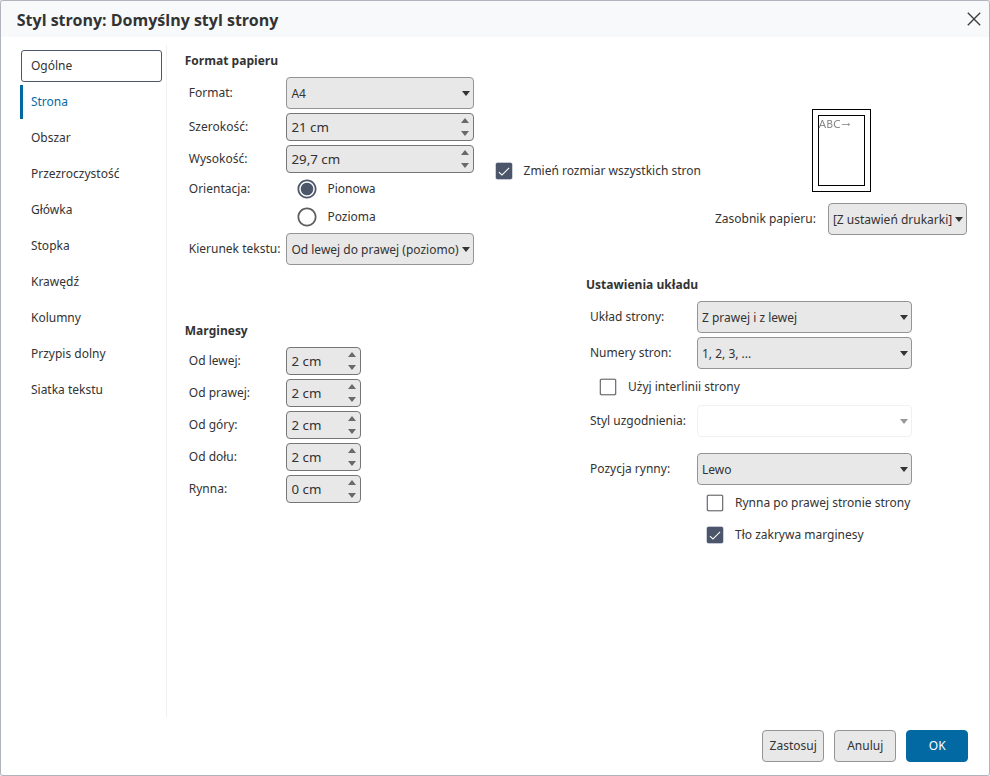 Styl strony: Domyślny styl strony
Ogólne
Strona
Obszar
Przezroczystość
Główka
Stopka
Krawędź
Kolumny
Przypis dolny
Siatka tekstu
Format papieru
Format: A4
Szerokość: 21 cm
Wysokość: 29,7 cm
Orientacja: Pionowa
Pozioma
Kierunek tekstu: Od lewej do prawej (poziomo)
Zmień rozmiar wszystkich stron
ABC→
Zasobnik papieru: [Z ustawień drukarki]
Marginesy
Od lewej: 2 cm
Od prawej: 2 cm
Od góry: 2 cm
Od dołu: 2 cm
Rynna: 0 cm
Ustawienia układu
Układ strony: Z prawej i z lewej
Numery stron: 1, 2, 3, ...
Użyj interlinii strony
Styl uzgodnienia:
Pozycja rynny: Lewo
Rynna po prawej stronie strony
Tło zakrywa marginesy
Zastosuj Anuluj OK